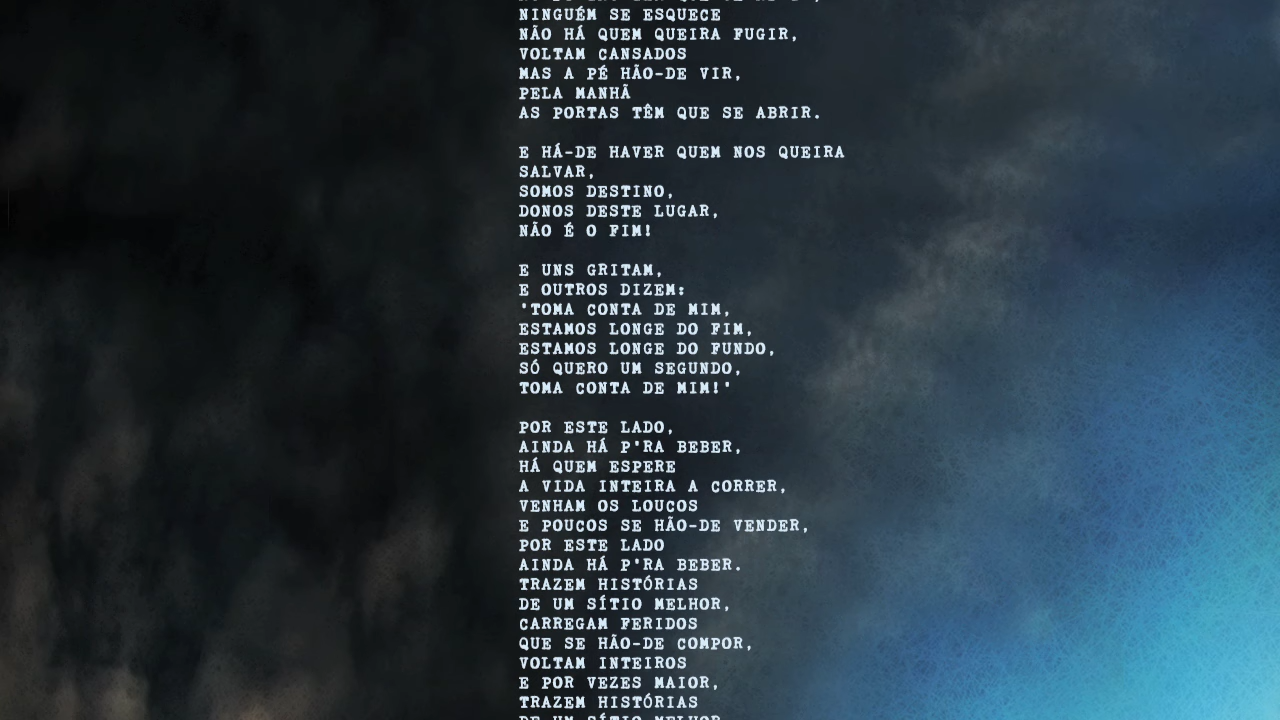 NINGUÉM SE ESQUECE
NÃO HÁ QUEM QUEIRA FUGIR,
VOLTAM CANSADOS
MAS A PÉ HÃO-DE VIR,
PELA MANHÃ
AS PORTAS TÊM QUE SE ABRIR.
E HÁ-DE HAVER QUEM NOS QUEIRA
SALVAR,
SOMOS DESTINO,
DONOS DESTE LUGAR,
NÃO É O FIM!
E UNS GRITAM,
E OUTROS DIZEM:
'TOMA CONTA DE MIM,
ESTAMOS LONGE DO FIM,
ESTAMOS LONGE DO FUNDO,
SÓ QUERO UM SEGUNDO,
TOMA CONTA DE MIM!'
POR ESTE LADO,
AINDA HÁ P'RA BEBER,
HÁ QUEM ESPERE
A VIDA INTEIRA A CORRER,
VENHAM OS LOUCOS
E POUCOS SE HÃO-DE VENDER,
POR ESTE LADO
AINDA HÁ P'RA BEBER.
TRAZEM HISTÓRIAS
DE UM SÍTIO MELHOR,
CARREGAM FERIDOS
QUE SE HÃO-DE COMPOR,
VOLTAM INTEIROS
E POR VEZES MAIOR,
TRAZEM HISTÓRIAS
DE UM SÍTIO MELHOR